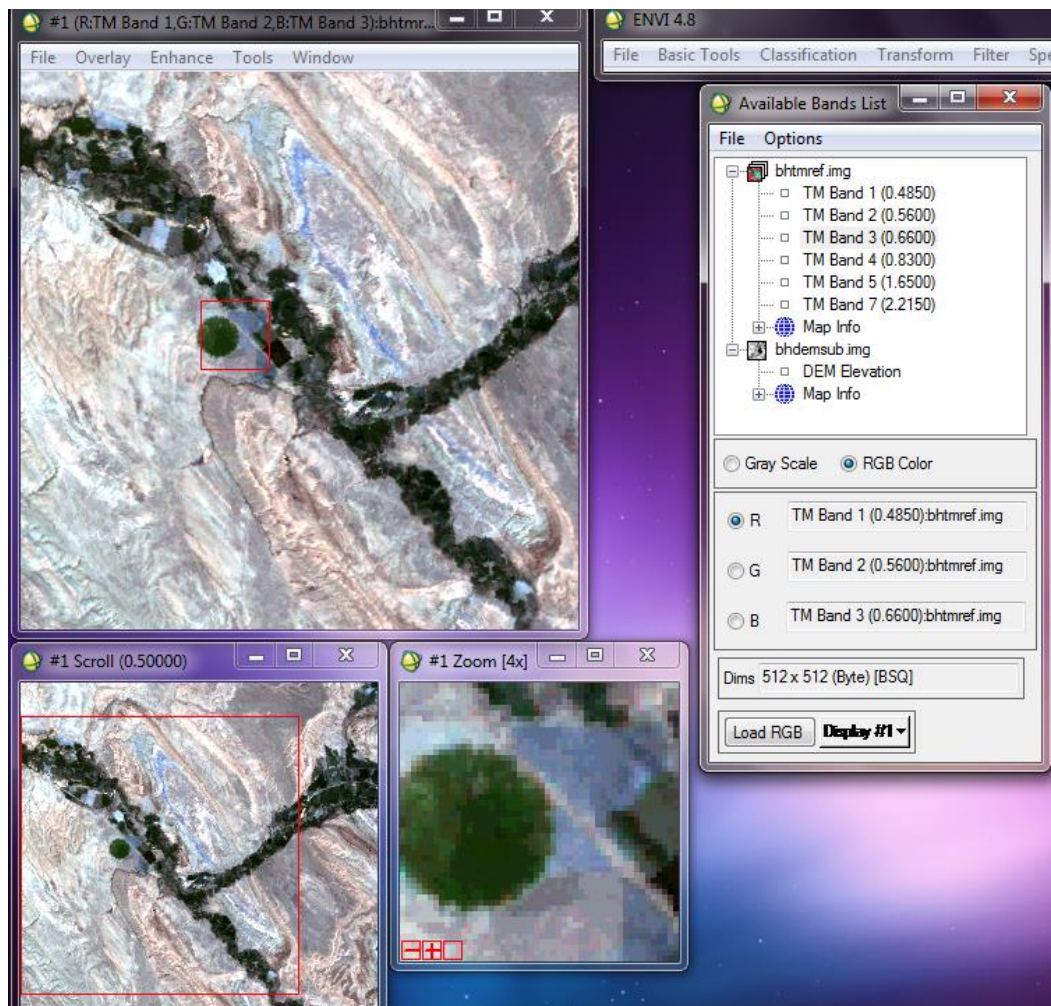 #1 (R:TM Band 1,G:TM Band 2,B:TM Band 3):bhtmr...
File Overlay Enhance Tools Window
ENVI 4.8
File Basic Tools Classification Transform Filter Spe
Available Bands List
File Options
bhtmref.img
TM Band 1 (0.4850)
TM Band 2 (0.5600)
TM Band 3 (0.6600)
TM Band 4 (0.8300)
TM Band 5 (1.6500)
TM Band 7 (2.2150)
Map Info
bhdemsub.img
DEM Elevation
Map Info
Gray Scale RGB Color
R TM Band 1 (0.4850):bhtmref.img
G TM Band 2 (0.5600):bhtmref.img
B TM Band 3 (0.6600):bhtmref.img
Dims 512 x 512 (Byte) [BSQ]
Load RGB Display #1
#1 Scroll (0.50000)
#1 Zoom [4x]